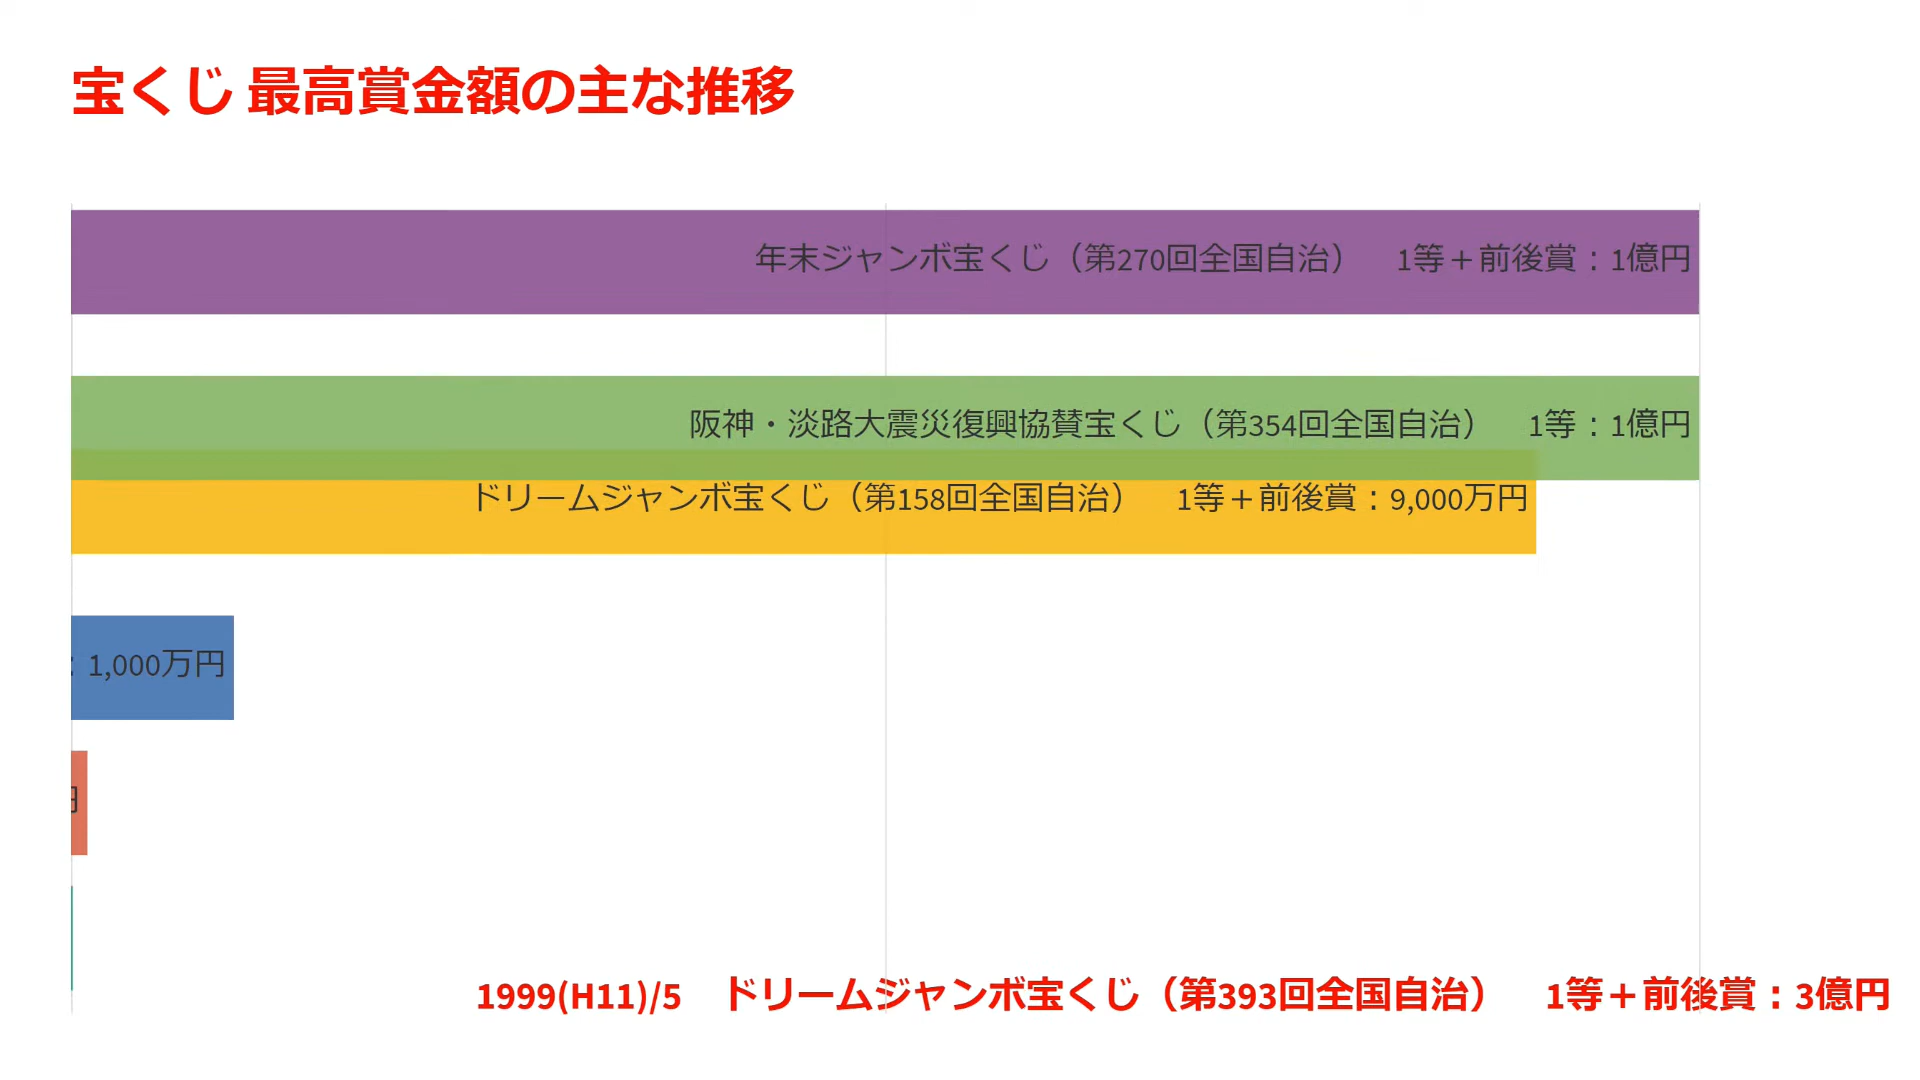 宝くじ 最高賞金額の主な推移
年末ジャンボ宝くじ（第270回全国自治）　1等＋前後賞：1億円
阪神・淡路大震災復興協賛宝くじ（第354回全国自治）　1等：1億円
ドリームジャンボ宝くじ（第158回全国自治）　1等＋前後賞：9,000万円
：1,000万円
円
1999(H11)/5　ドリームジャンボ宝くじ（第393回全国自治）　1等＋前後賞：3億円